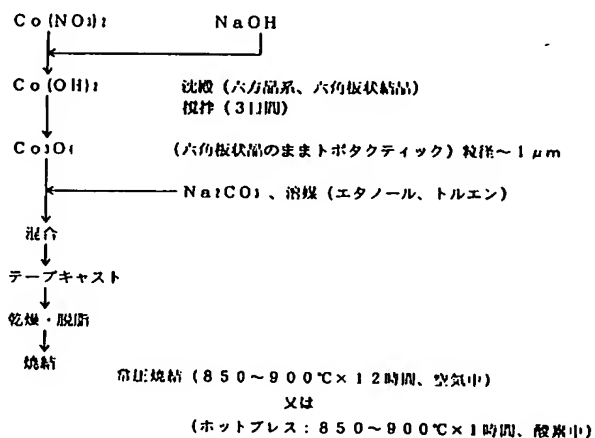 Co(NO3)2 NaOH
Co(OH)2 沈殿(六方晶系、六角板状結晶)
撹拌(3日間)
Co3O4 (六角板状晶のままトポタクティック)粒径～1μm
Na2CO3、溶媒(エタノール、トルエン)
混合
テープキャスト
乾燥・脱脂
焼結
常圧焼結(850～900℃×12時間、空気中)
又は
(ホットプレス:850～900℃×1時間、酸素中)